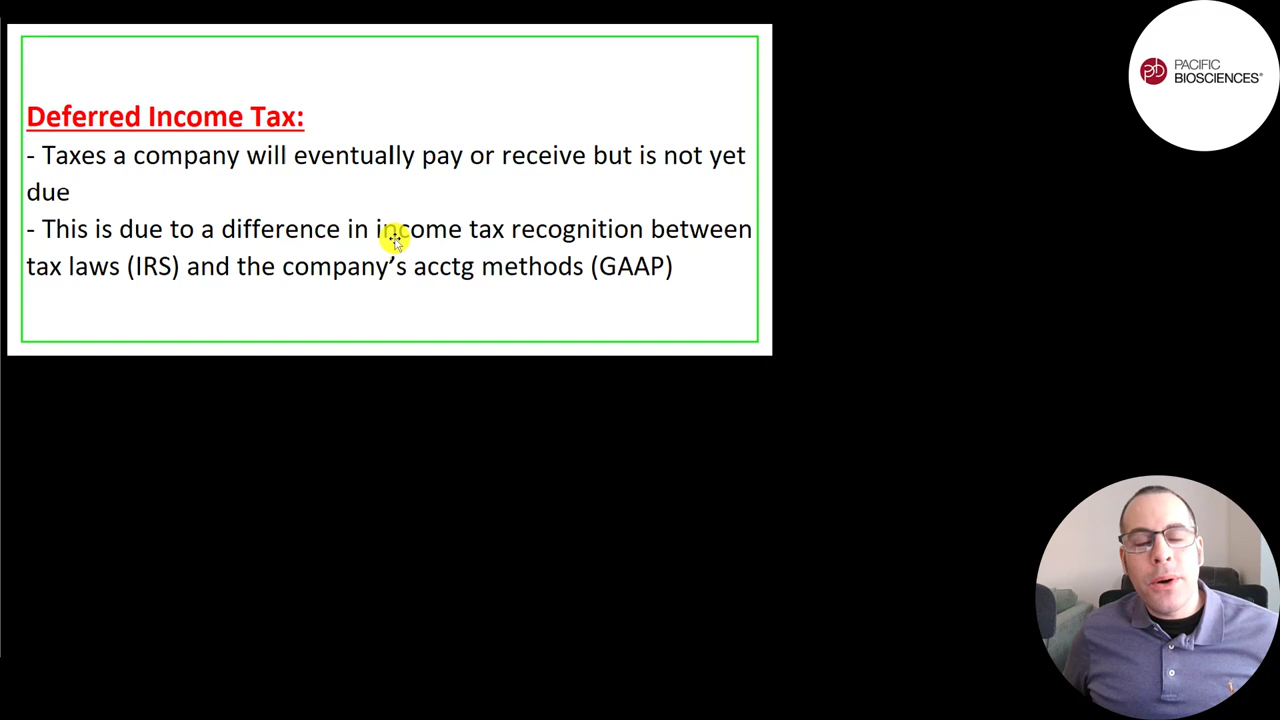 PACIFIC
BIOSCIENCES®
Deferred Income Tax:
- Taxes a company will eventually pay or receive but is not yet
due
- This is due to a difference in income tax recognition between
tax laws (IRS) and the company’s acctg methods (GAAP)